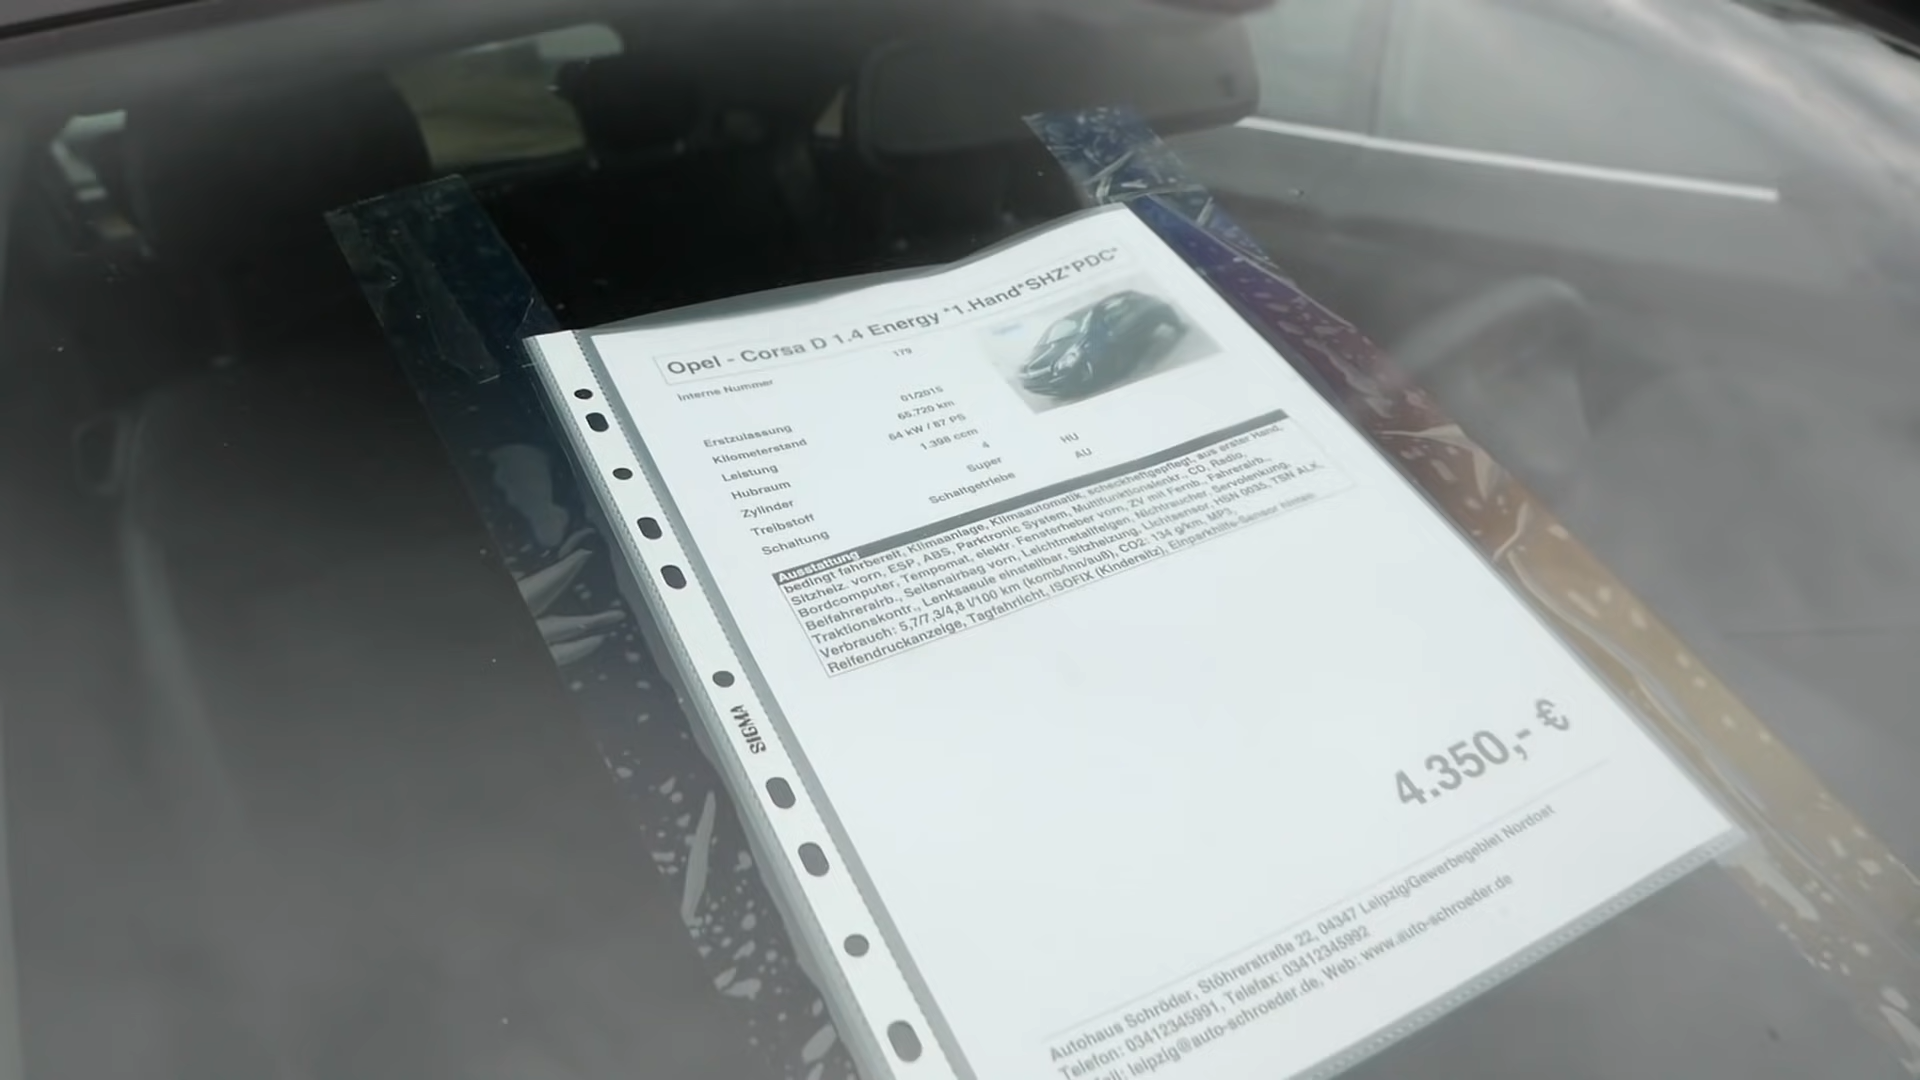 Opel - Corsa D 1.4 Energy *1.Hand*SHZ*PDC*
Interne Nummer 179
Erstzulassung 01/2015
Kilometerstand 65.720 km
Leistung 64 kW / 87 PS
Hubraum 1.398 ccm
Zylinder 4
Treibstoff Super
Schaltung Schaltgetriebe
HU
AU
Ausstattung
bedingt fahrbereit, Klimaanlage, Klimaautomatik, scheckheftgepflegt, aus erster Hand,
Sitzheiz. vorn, ESP, ABS, Parktronic System, Multifunktionslenkr., CD, Radio,
Bordcomputer, Tempomat, elektr. Fensterheber vorn, ZV mit Fernb., Fahrerairb.,
Beifahrerairb., Seitenairbag vorn, Leichtmetallfelgen, Nichtraucher, Servolenkung,
Traktionskontr., Lenksaeule einstellbar, Sitzheizung, Lichtsensor, HSN 0035, TSN ALK,
Verbrauch: 5,7/7,3/4,8 l/100 km (komb/inn/auß), CO2: 134 g/km, MP3,
Reifendruckanzeige, Tagfahrlicht, ISOFIX (Kindersitz), Einparkhilfe-Sensor hinten
4.350,- €
SIGMA
Autohaus Schröder, Stöhrerstraße 22, 04347 Leipzig/Gewerbegebiet Nordost
Telefon: 03412345991, Telefax: 03412345992
leipzig@auto-schroeder.de, Web: www.auto-schroeder.de